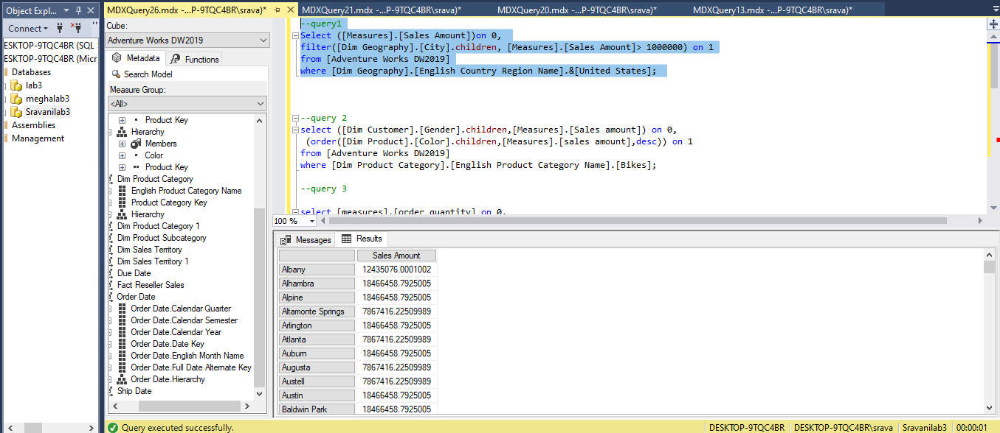 Object Expl...
MDXQuery26.mdx -...P-9TQC4BR\srava)*
MDXQuery21.mdx -...P-9TQC4BR\srava)*
MDXQuery20.mdx -...P-9TQC4BR\srava)*
MDXQuery13.mdx -...P-9TQC4BR\srava)*
Connect
ESKTOP-9TQC4BR (SQL
ESKTOP-9TQC4BR (Micr
Databases
lab3
meghalab3
Sravanilab3
Assemblies
Management
Cube:
Adventure Works DW2019
Metadata
Functions
Search Model
Measure Group:
<All>
Product Key
Hierarchy
Members
Color
Product Key
Dim Product Category
English Product Category Name
Product Category Key
Hierarchy
Dim Product Category 1
Dim Product Subcategory
Dim Sales Territory
Dim Sales Territory 1
Due Date
Fact Reseller Sales
Order Date
Order Date.Calendar Quarter
Order Date.Calendar Semester
Order Date.Calendar Year
Order Date.Date Key
Order Date.English Month Name
Order Date.Full Date Alternate Key
Order Date.Hierarchy
Ship Date
--query1
Select ([Measures].[Sales Amount])on 0,
filter([Dim Geography].[City].children, [Measures].[Sales Amount]> 1000000) on 1
from [Adventure Works DW2019]
where [Dim Geography].[English Country Region Name].&[United States];
--query 2
select ([Dim Customer].[Gender].children,[Measures].[Sales amount]) on 0,
(order([Dim Product].[Color].children,[Measures].[sales amount],desc)) on 1
from [Adventure Works DW2019]
where [Dim Product Category].[English Product Category Name].[Bikes];
--query 3
select [measures].[order quantity] on 0,
100 %
Messages
Results
Sales Amount
Albany 12435076.0001002
Alhambra 18466458.7925005
Alpine 18466458.7925005
Altamonte Springs 7867416.22509989
Arlington 18466458.7925005
Atlanta 7867416.22509989
Auburn 18466458.7925005
Augusta 7867416.22509989
Austell 7867416.22509989
Austin 18466458.7925005
Baldwin Park 18466458.7925005
Query executed successfully.
DESKTOP-9TQC4BR
DESKTOP-9TQC4BR\srava
Sravanilab3
00:00:01